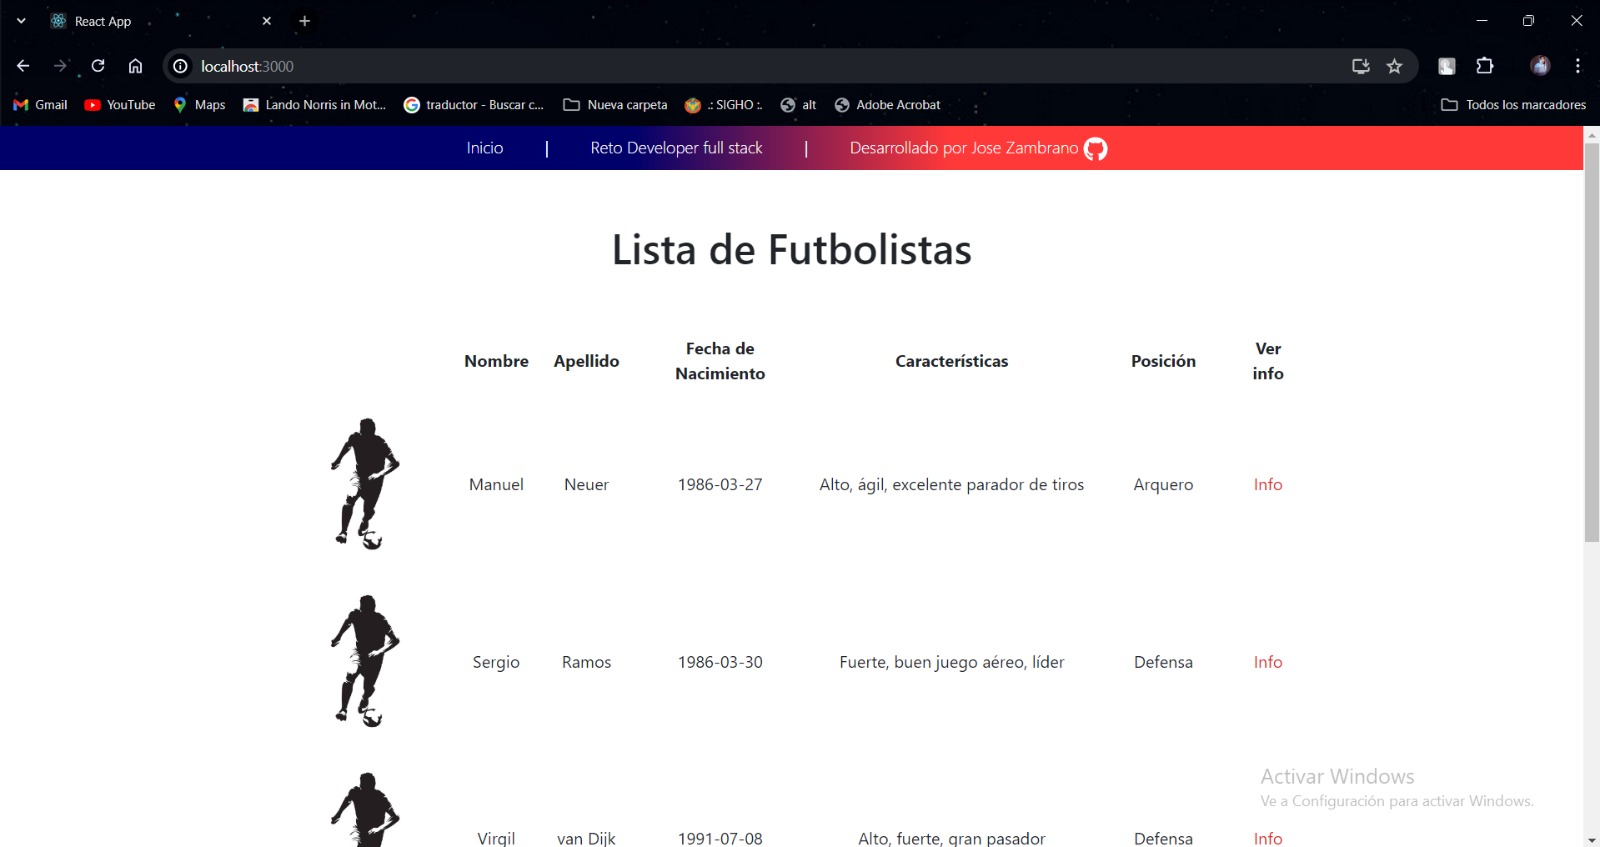 React App
localhost:3000
Gmail YouTube Maps Lando Norris in Mot... traductor - Buscar c... Nueva carpeta .: SIGHO :. alt Adobe Acrobat Todos los marcadores
Inicio | Reto Developer full stack | Desarrollado por Jose Zambrano
Lista de Futbolistas
Nombre Apellido Fecha de Nacimiento Características Posición Ver info
Manuel Neuer 1986-03-27 Alto, ágil, excelente parador de tiros Arquero Info
Sergio Ramos 1986-03-30 Fuerte, buen juego aéreo, líder Defensa Info
Activar Windows
Ve a Configuración para activar Windows.
Virgil van Dijk 1991-07-08 Alto, fuerte, gran pasador Defensa Info